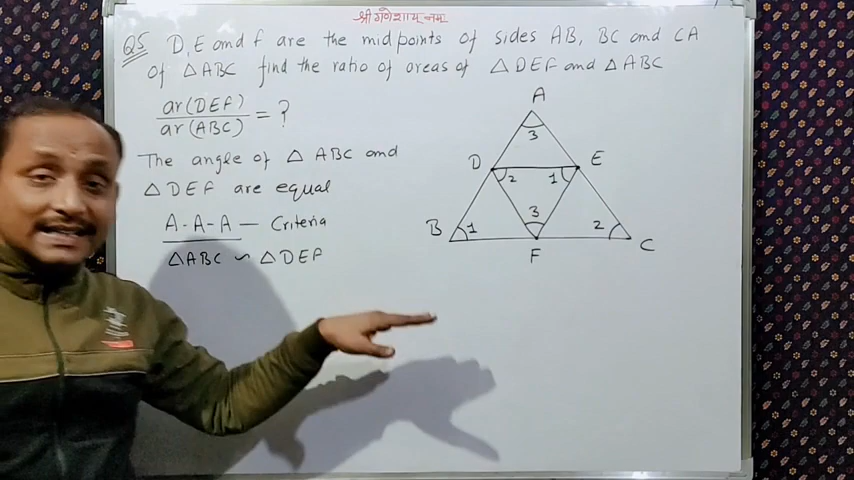 श्री गणेशाय नमः
Q5 D, E and F are the midpoints of sides AB, BC and CA
of △ABC find the ratio of areas of △DEF and △ABC
ar(DEF)
ar(ABC) = ?
The angle of △ ABC and
△DEF are equal
A-A-A — Criteria
△ABC ∽ △DEF
A
3
D 2 1 E
3
B 1 2 C
F